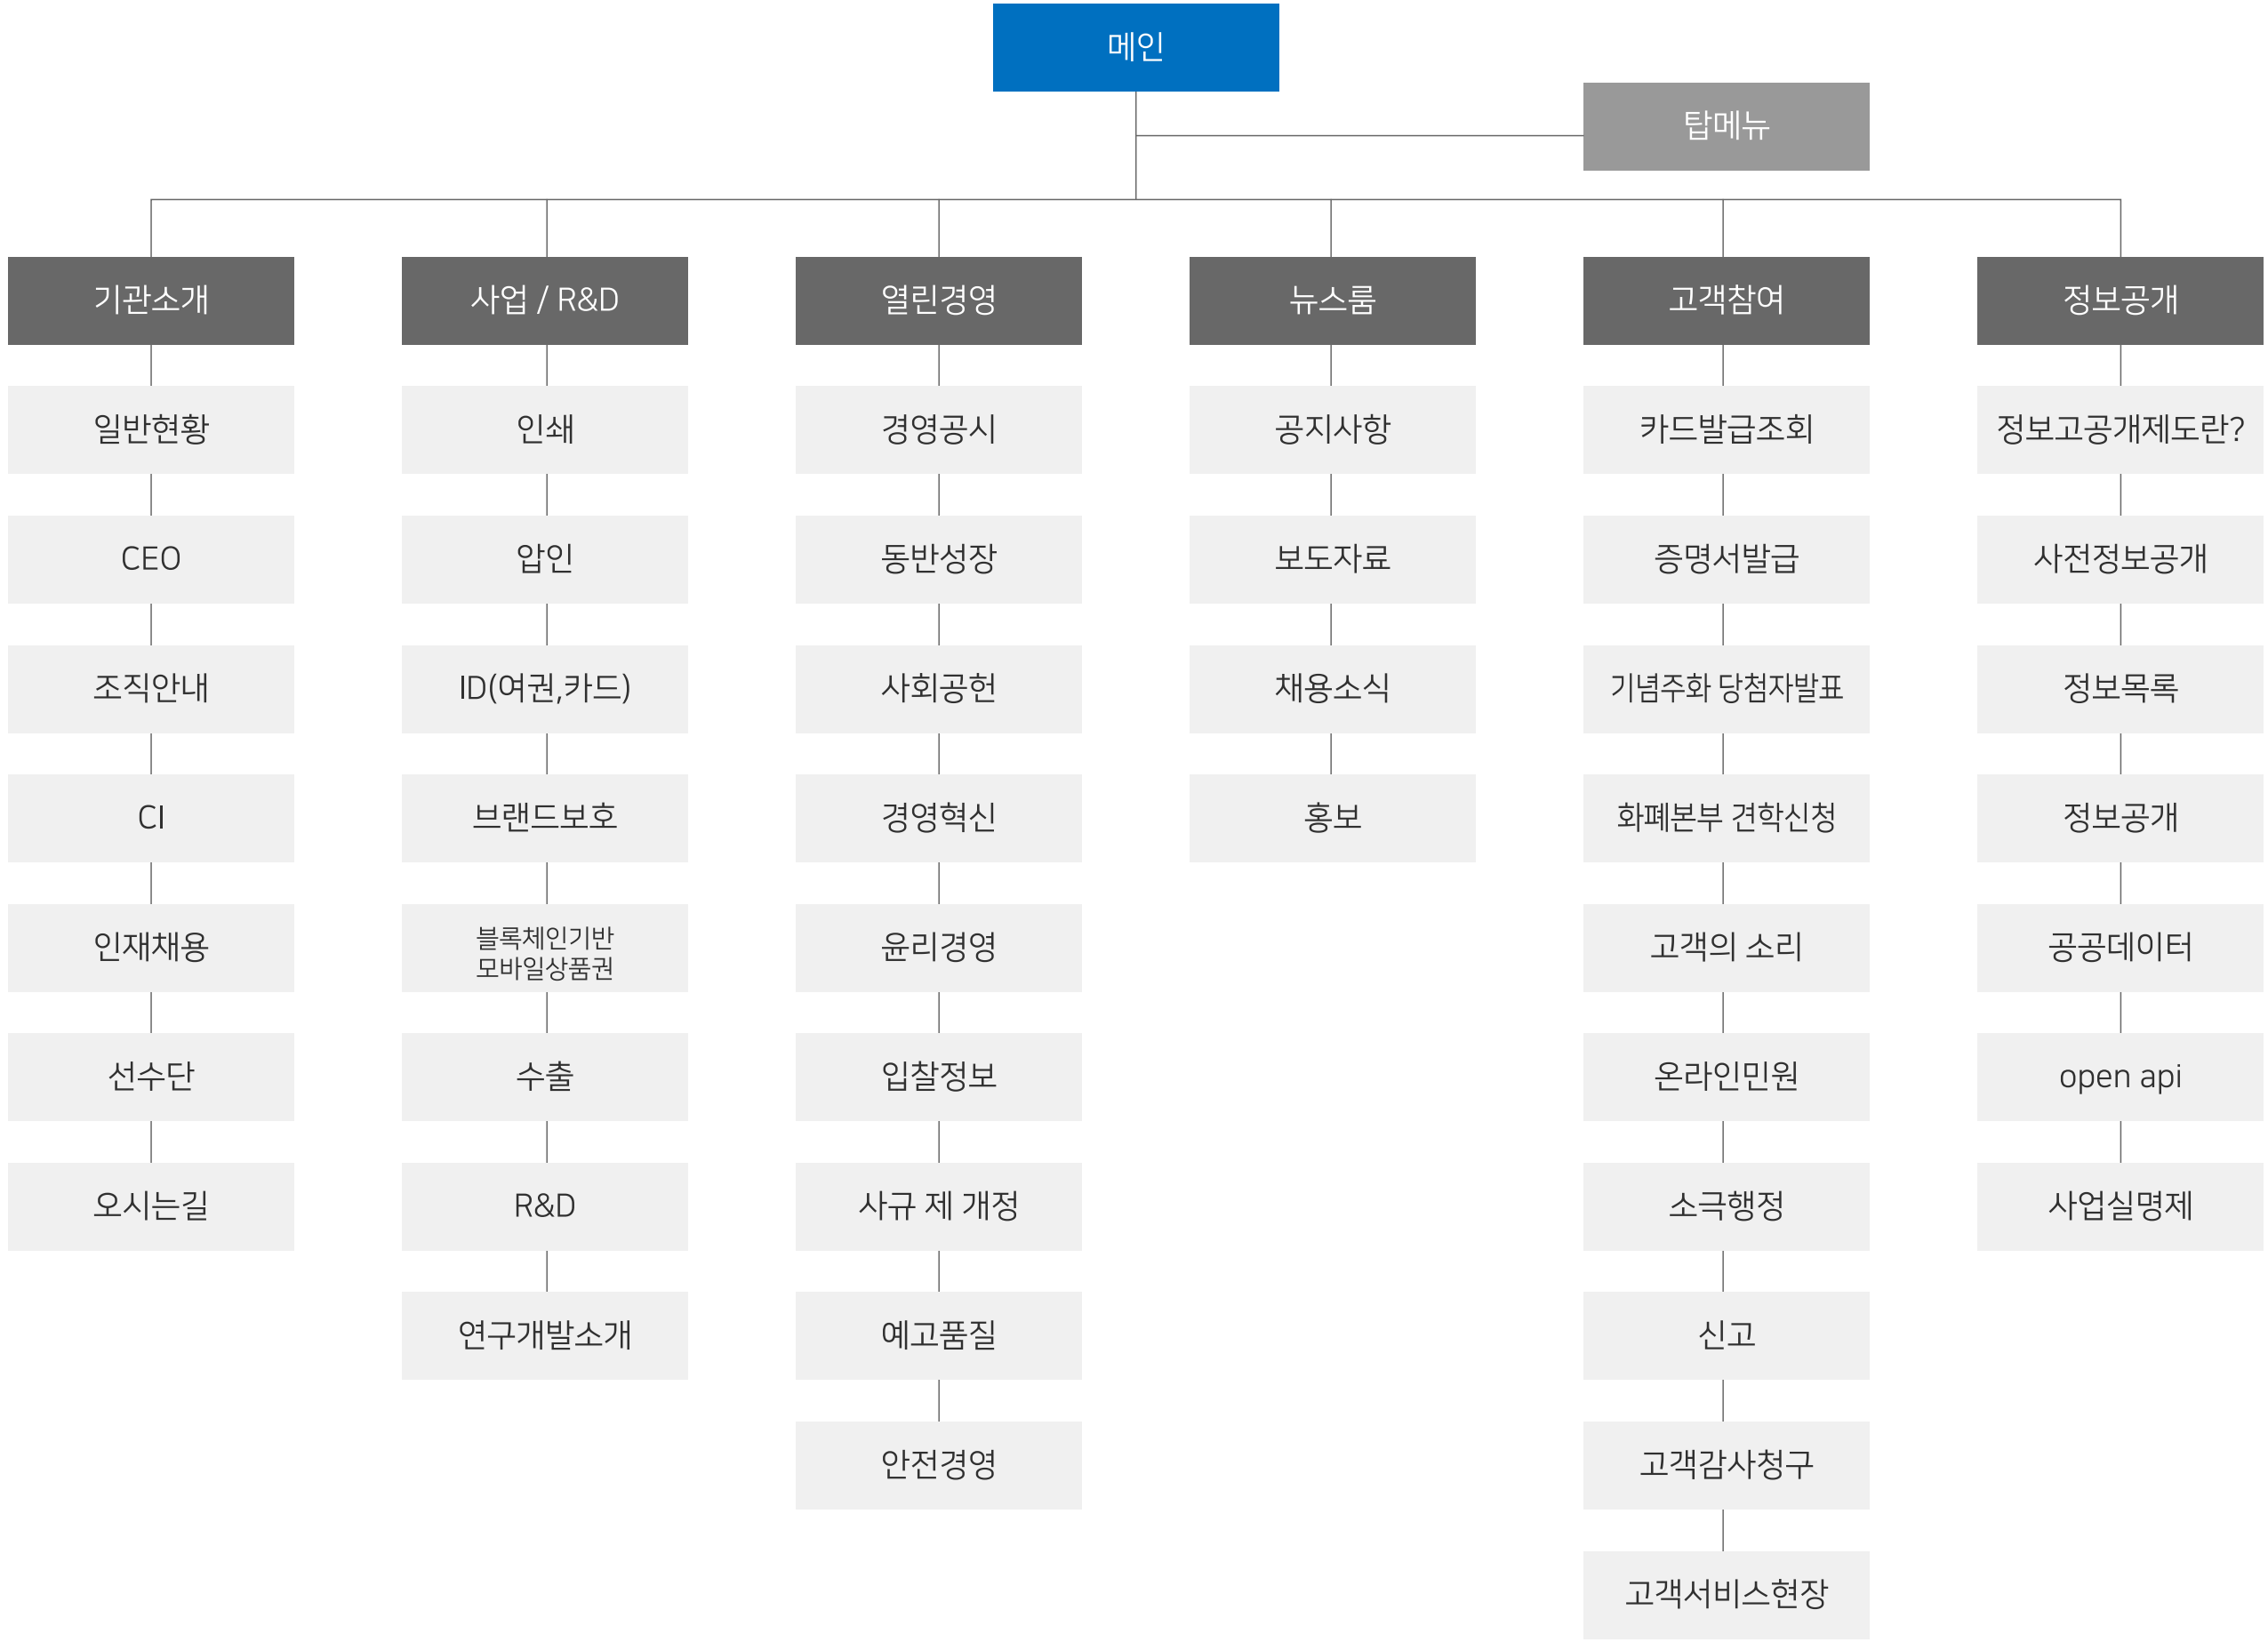 메인
탑메뉴
기관소개
일반현황
CEO
조직안내
CI
인재채용
선수단
오시는길
사업 / R&D
인쇄
압인
ID(여권,카드)
브랜드보호
블록체인기반
모바일상품권
수출
R&D
연구개발소개
열린경영
경영공시
동반성장
사회공헌
경영혁신
윤리경영
입찰정보
사규 제 개정
예고품질
안전경영
뉴스룸
공지사항
보도자료
채용소식
홍보
고객참여
카드발급조회
증명서발급
기념주화 당첨자발표
화폐본부 견학신청
고객의 소리
온라인민원
소극행정
신고
고객감사청구
고객서비스현장
정보공개
정보고공개제도란?
사전정보공개
정보목록
정보공개
공공데이터
open api
사업실명제